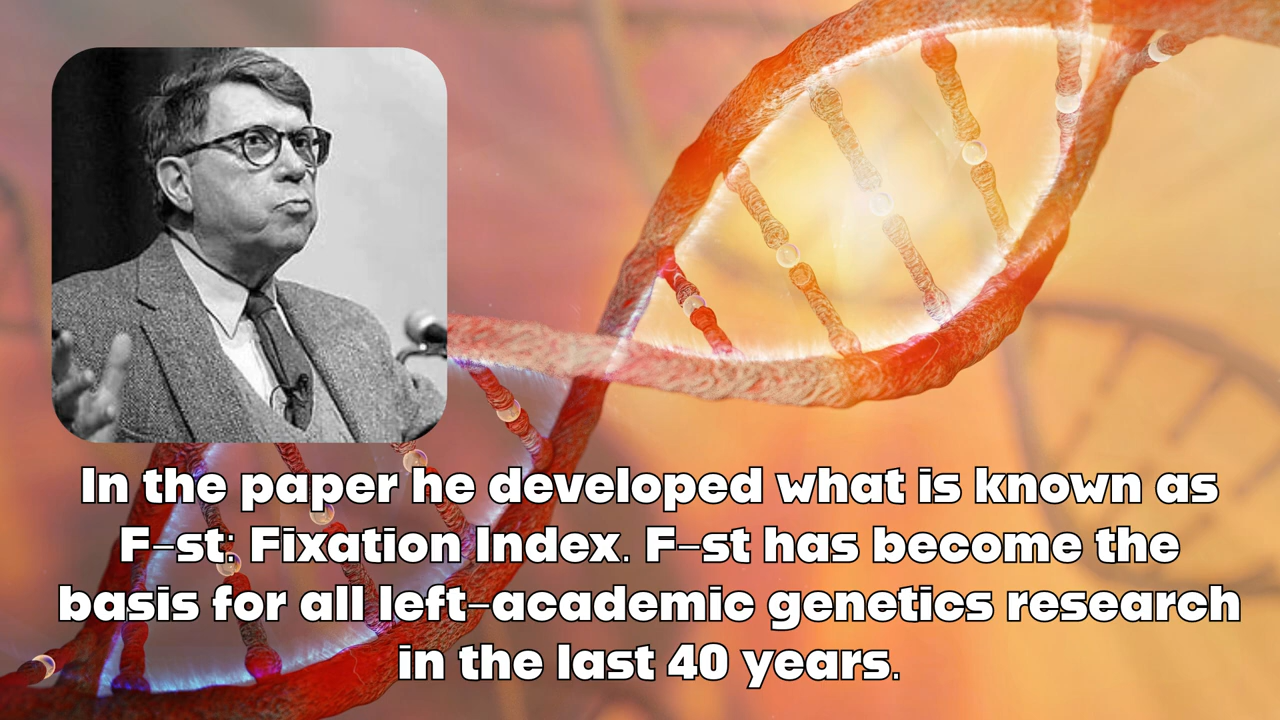 In the paper he developed what is known as
F-st: Fixation Index. F-st has become the
basis for all left-academic genetics research
in the last 40 years.